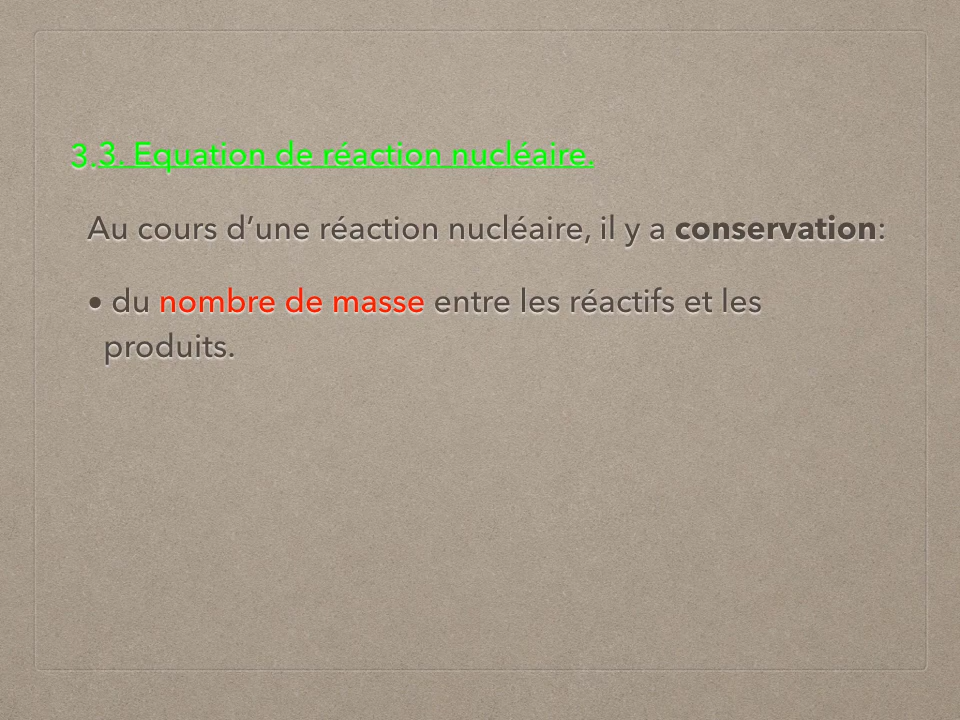 3.3. Equation de réaction nucléaire.
Au cours d’une réaction nucléaire, il y a conservation:
• du nombre de masse entre les réactifs et les
produits.